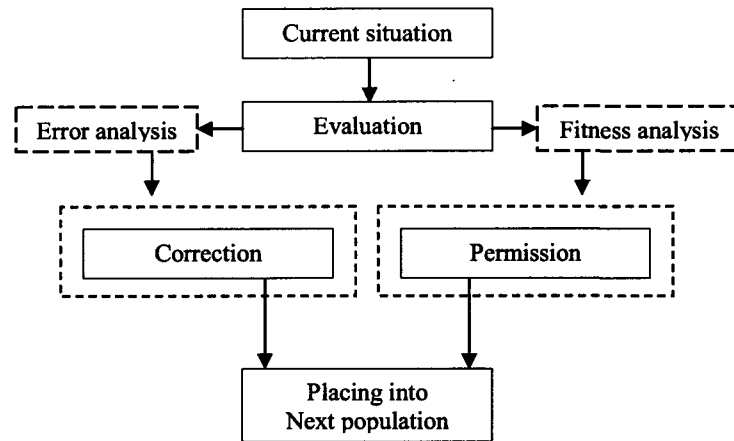 Current situation
Error analysis
Evaluation
Fitness analysis
Correction
Permission
Placing into
Next population